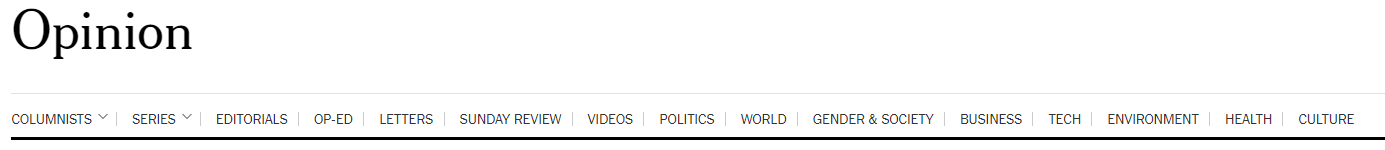 Opinion
COLUMNISTS SERIES EDITORIALS OP-ED LETTERS SUNDAY REVIEW VIDEOS POLITICS WORLD GENDER & SOCIETY BUSINESS TECH ENVIRONMENT HEALTH CULTURE